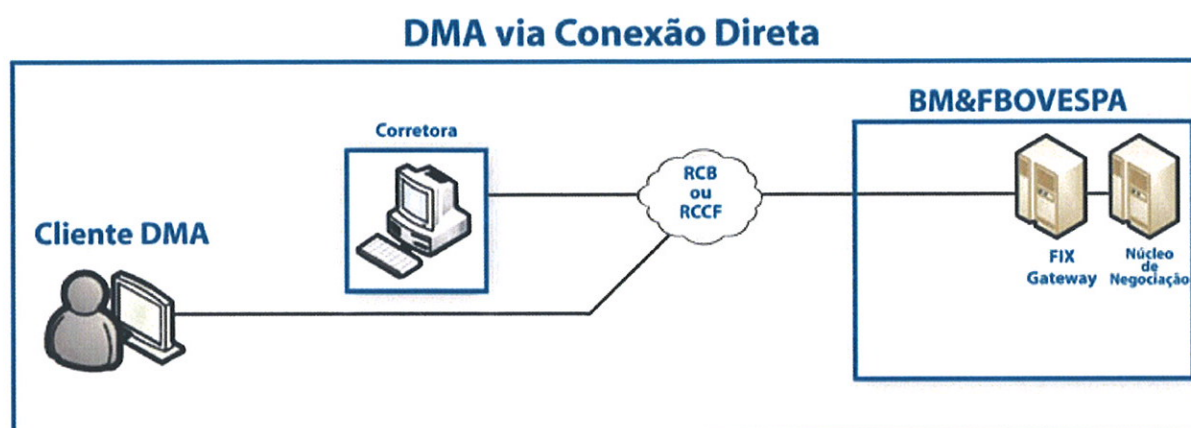 DMA via Conexão Direta
BM&FBOVESPA
Corretora
RCB
ou
RCCF
Cliente DMA
FIX
Gateway
Núcleo
de
Negociação